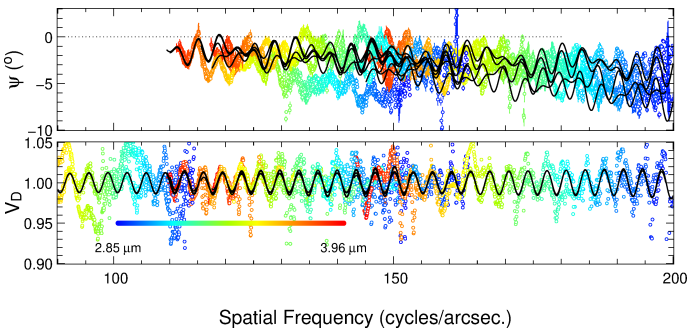 0
−5
−10
ψ (º)
1.05
1.00
0.95
0.90
V_D
2.85 μm
3.96 μm
100
150
200
Spatial Frequency (cycles/arcsec.)